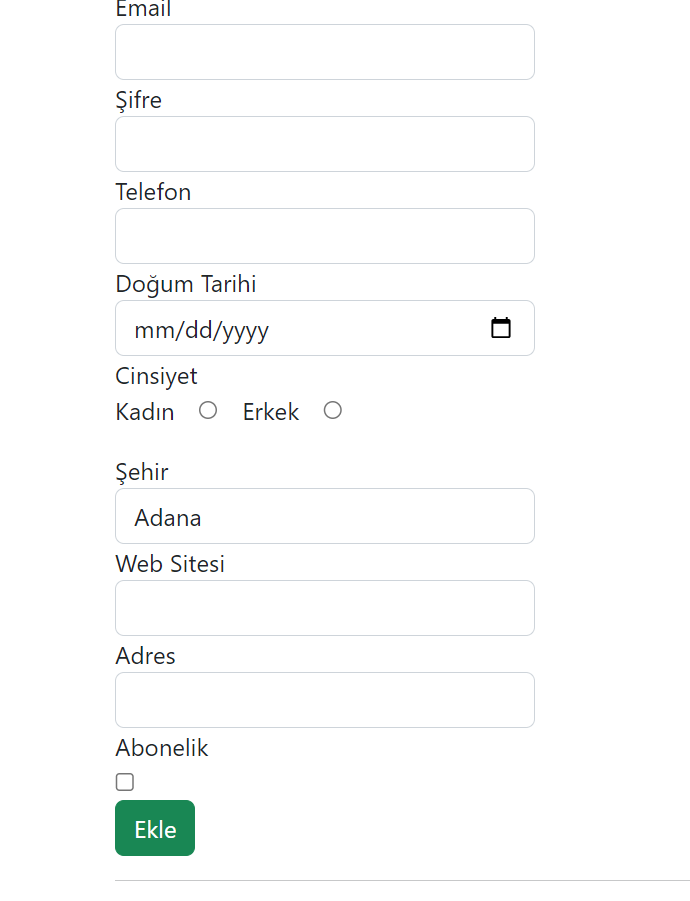 Email
Şifre
Telefon
Doğum Tarihi
mm/dd/yyyy
Cinsiyet
Kadın Erkek
Şehir
Adana
Web Sitesi
Adres
Abonelik
Ekle